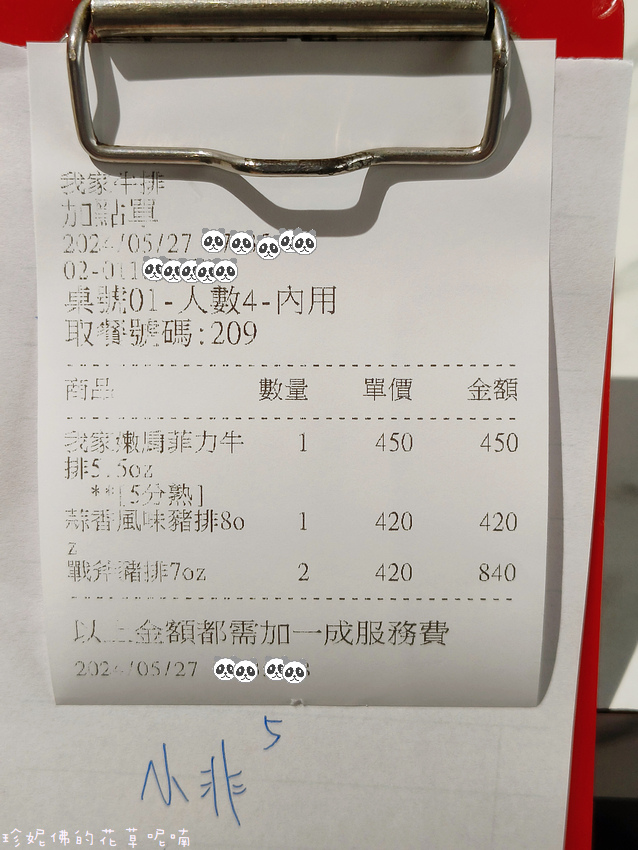 我家牛排
加點單
2024/05/27
02-011
桌號01-人數4-內用
取餐號碼:209
商品 數量 單價 金額
我家嫩肩菲力牛 1 450 450
排5.5oz
**[5分熟]
蒜香風味豬排8o 1 420 420
z
戰斧豬排7oz 2 420 840
以上金額都需加一成服務費
2024/05/27
5
小非
珍妮佛的花草呢喃